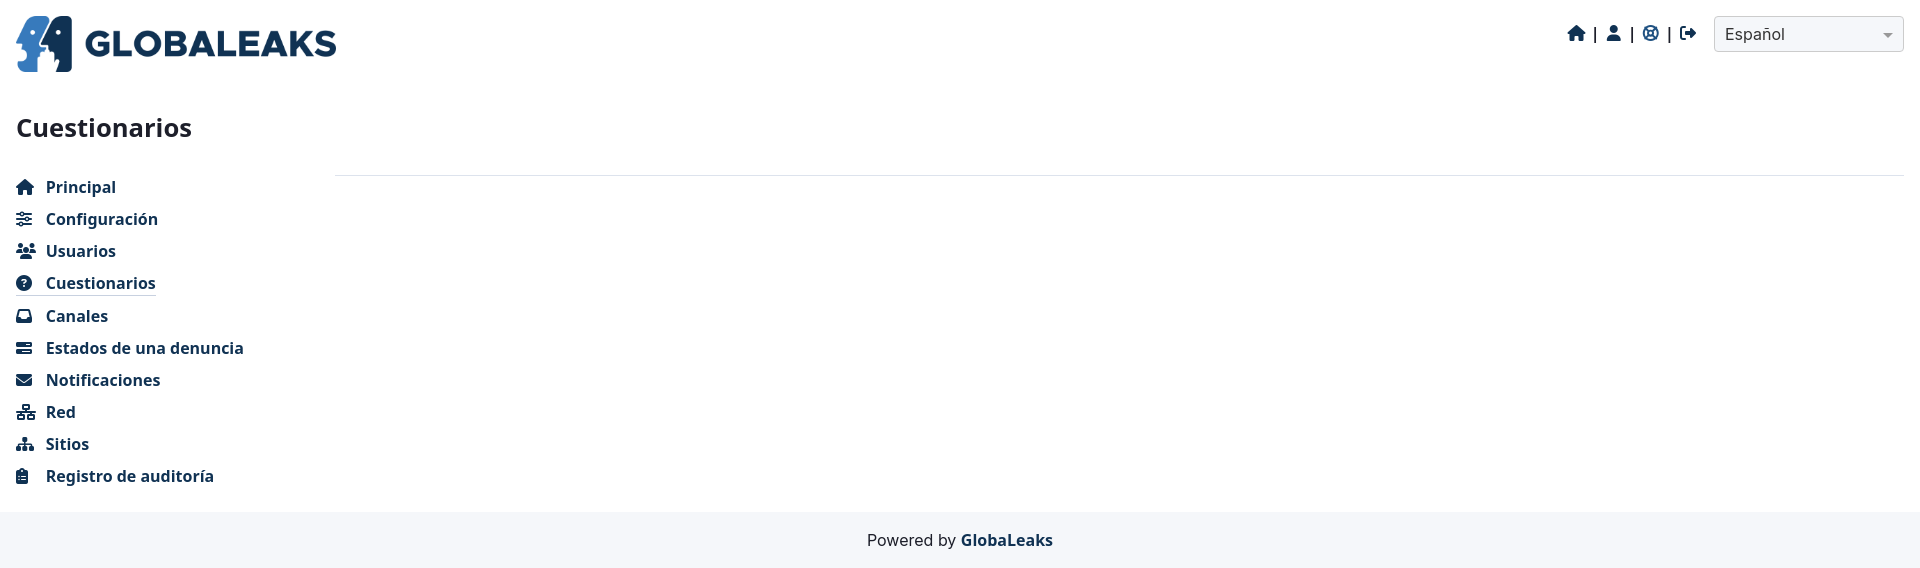 GLOBALEAKS
| | | Español
Cuestionarios
Principal
Configuración
Usuarios
Cuestionarios
Canales
Estados de una denuncia
Notificaciones
Red
Sitios
Registro de auditoría
Powered by GlobaLeaks